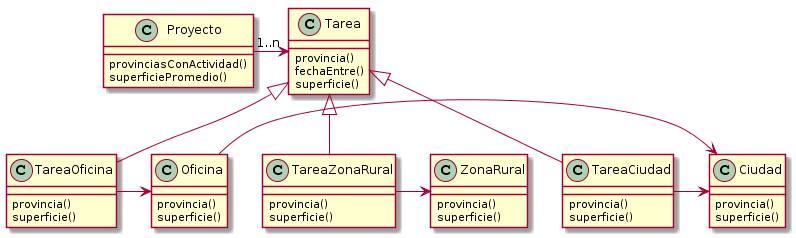 C Proyecto
provinciasConActividad()
superficiePromedio()
1..n
C Tarea
provincia()
fechaEntre()
superficie()
C TareaOficina
provincia()
superficie()
C Oficina
provincia()
superficie()
C TareaZonaRural
provincia()
superficie()
C ZonaRural
provincia()
superficie()
C TareaCiudad
provincia()
superficie()
C Ciudad
provincia()
superficie()